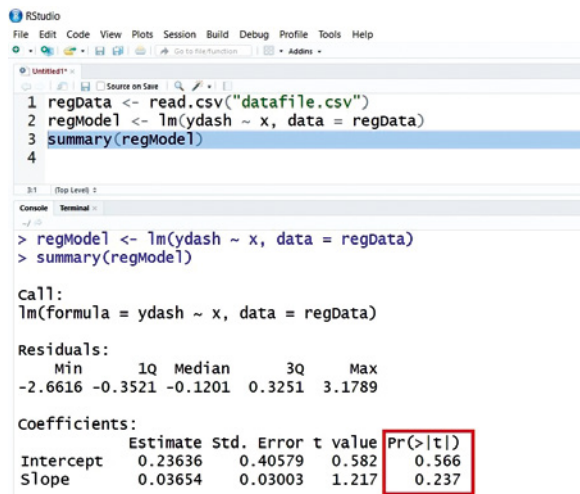 RStudio
File Edit Code View Plots Session Build Debug Profile Tools Help
Go to file/function Addins
Untitled1*
Source on Save
1 regData <- read.csv("datafile.csv")
2 regModel <- lm(ydash ~ x, data = regData)
3 summary(regModel)
4
3:1 (Top Level)
Console Terminal
~/
> regModel <- lm(ydash ~ x, data = regData)
> summary(regModel)
Call:
lm(formula = ydash ~ x, data = regData)
Residuals:
Min 1Q Median 3Q Max
-2.6616 -0.3521 -0.1201 0.3251 3.1789
Coefficients:
Estimate Std. Error t value Pr(>|t|)
Intercept 0.23636 0.40579 0.582 0.566
Slope 0.03654 0.03003 1.217 0.237